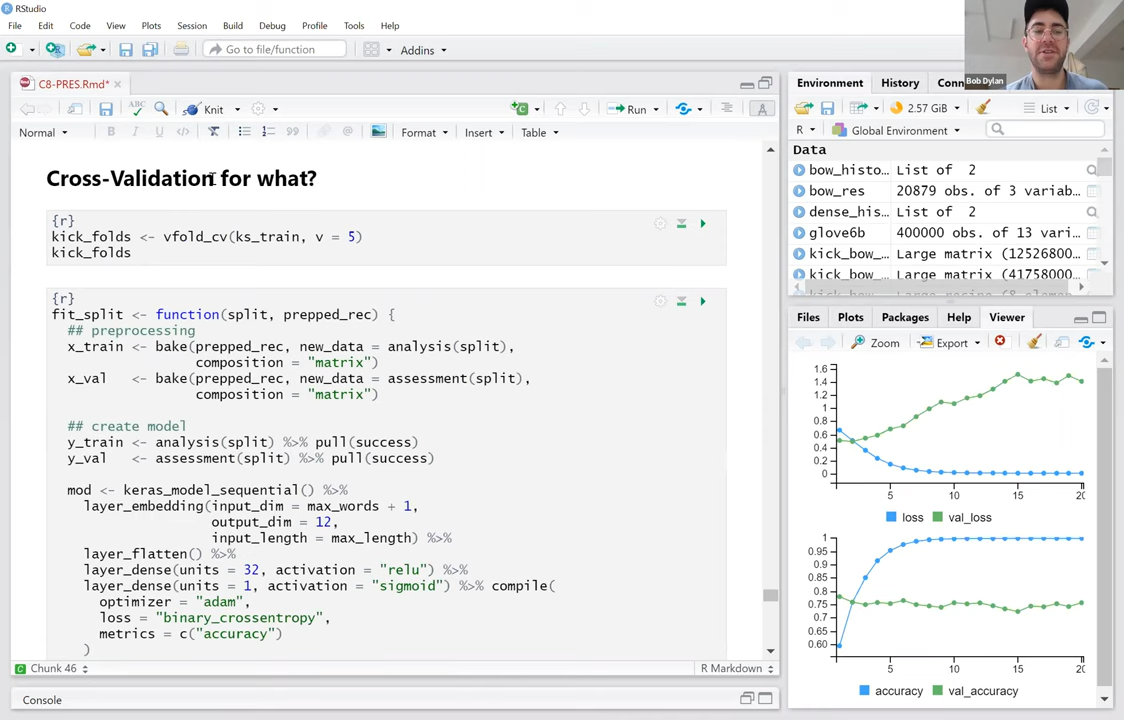 RStudio
File Edit Code View Plots Session Build Debug Profile Tools Help
Go to file/function Addins
Bob Dylan
C8-PRES.Rmd*
ABC Knit Run
Normal B I U Format Insert Table
Cross-Validation for what?
{r}
kick_folds <- vfold_cv(ks_train, v = 5)
kick_folds
{r}
fit_split <- function(split, prepped_rec) {
## preprocessing
x_train <- bake(prepped_rec, new_data = analysis(split),
composition = "matrix")
x_val <- bake(prepped_rec, new_data = assessment(split),
composition = "matrix")
## create model
y_train <- analysis(split) %>% pull(success)
y_val <- assessment(split) %>% pull(success)
mod <- keras_model_sequential() %>%
layer_embedding(input_dim = max_words + 1,
output_dim = 12,
input_length = max_length) %>%
layer_flatten() %>%
layer_dense(units = 32, activation = "relu") %>%
layer_dense(units = 1, activation = "sigmoid") %>% compile(
optimizer = "adam",
loss = "binary_crossentropy",
metrics = c("accuracy")
)
C Chunk 46 R Markdown
Console
Environment History Conn
2.57 GiB List
R Global Environment
Data
bow_histo... List of 2
bow_res 20879 obs. of 3 variab...
dense_his... List of 2
glove6b 400000 obs. of 13 vari...
kick_bow_... Large matrix (12526800...
kick_bow_... Large matrix (41758000...
Files Plots Packages Help Viewer
Zoom Export
1.6
1.4
1.2
1
0.8
0.6
0.4
0.2
0
5 10 15 20
loss val_loss
1
0.95
0.9
0.85
0.8
0.75
0.7
0.65
0.60
5 10 15 20
accuracy val_accuracy